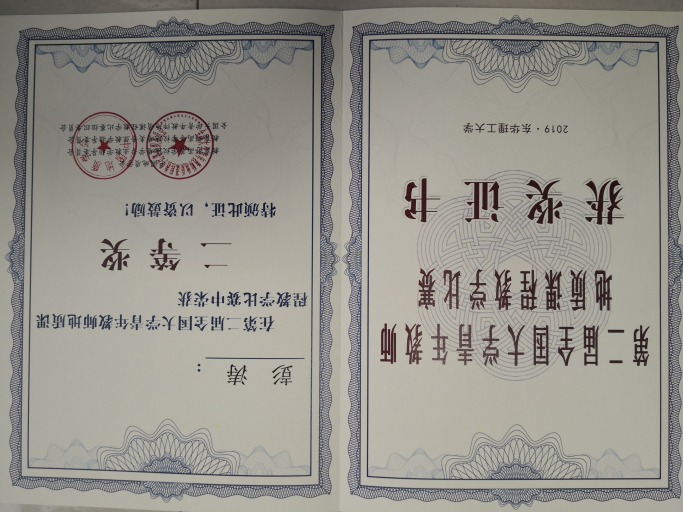 第二届全国大学青年教师
地质课程教学比赛
获奖证书
2019·东华理工大学
彭 涛 :
在第二届全国大学青年教师地质课
程教学比赛中荣获
二等奖
特颁此证，以资鼓励！